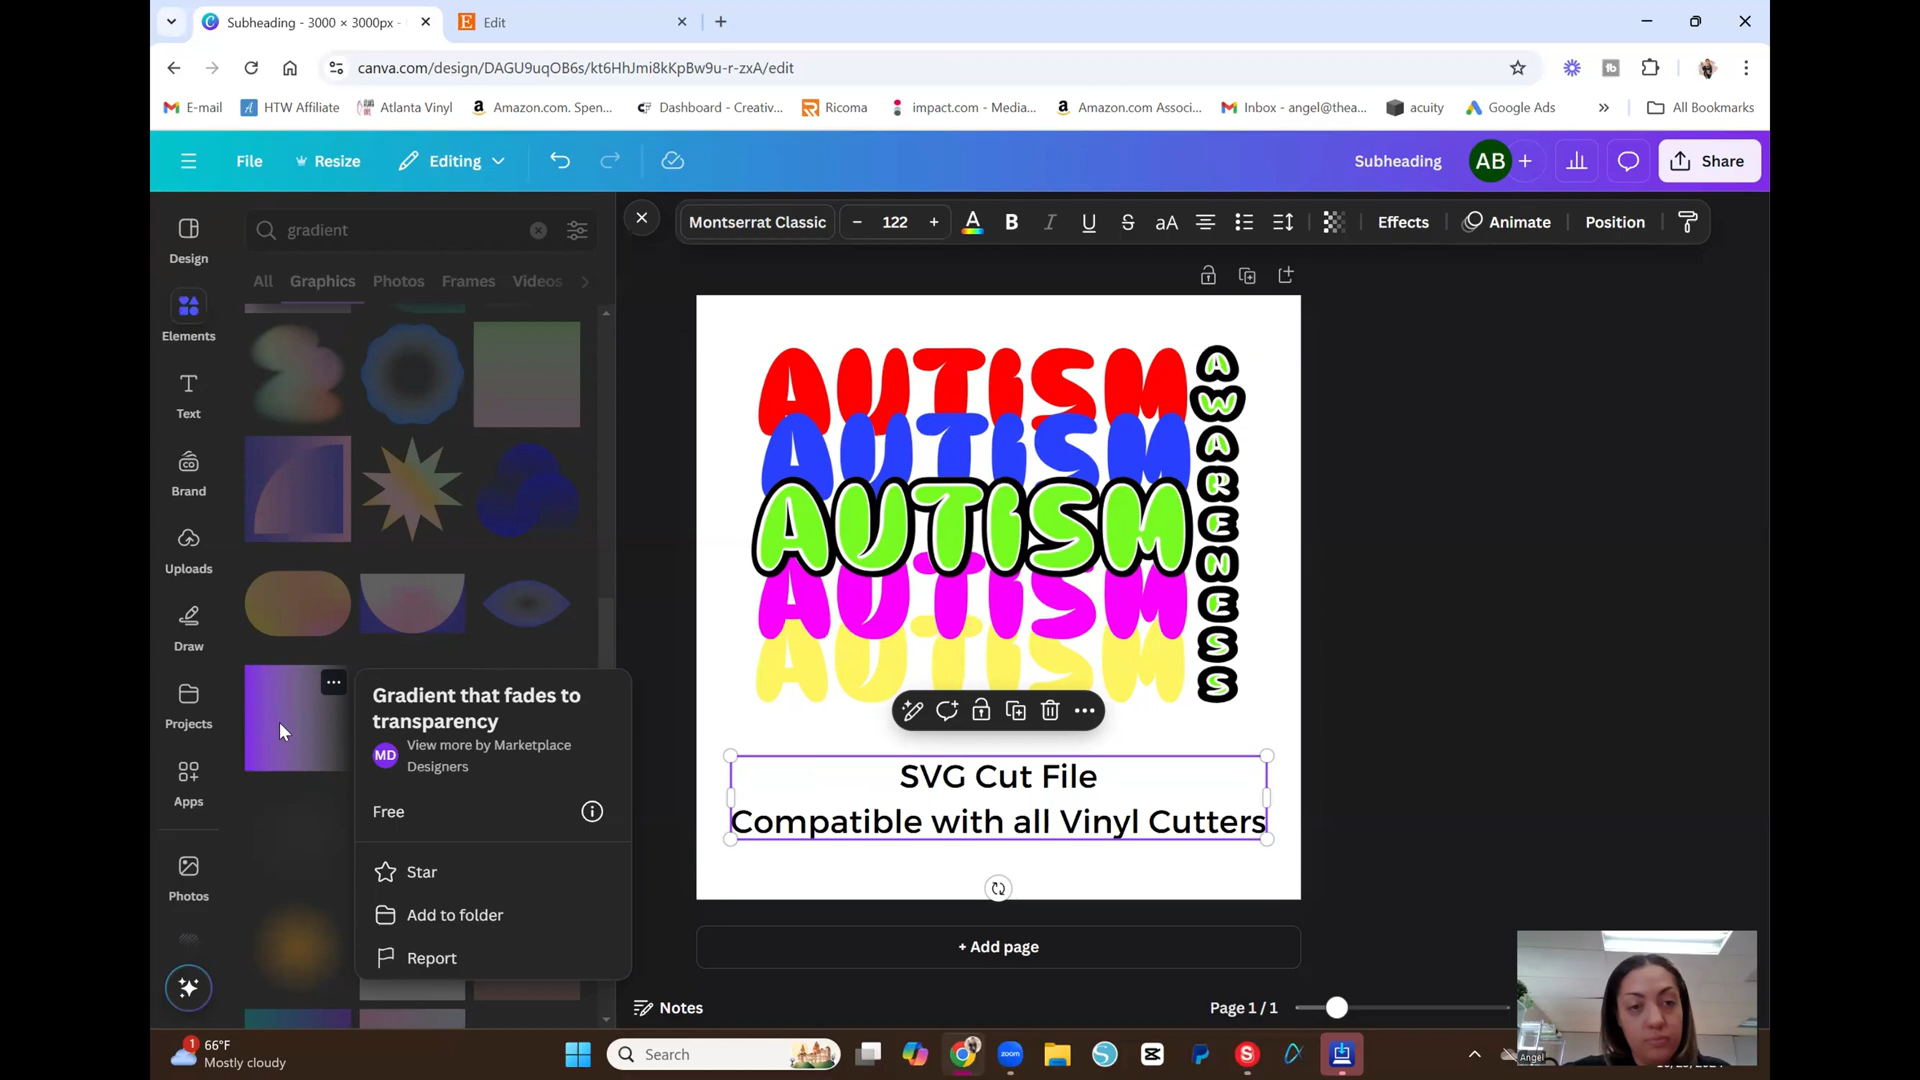 Subheading - 3000 × 3000px -
Edit
canva.com/design/DAGU9uqOB6s/kt6HhJmi8kKpBw9u-r-zxA/edit
E-mail
HTW Affiliate
Atlanta Vinyl
Amazon.com. Spen...
Dashboard - Creativ...
Ricoma
impact.com - Media...
Amazon.com Associ...
Inbox - angel@thea...
acuity
Google Ads
All Bookmarks
File
Resize
Editing
Subheading
AB
Share
Design
Elements
Text
Brand
Uploads
Draw
Projects
Apps
Photos
gradient
All
Graphics
Photos
Frames
Videos
Montserrat Classic
122
A
B
I
U
S
aA
Effects
Animate
Position
AUTISM
AUTISM
AUTISM
AUTISM
AUTISM
AWARENESS
SVG Cut File
Compatible with all Vinyl Cutters
Gradient that fades to
transparency
MD
View more by Marketplace
Designers
Free
Star
Add to folder
Report
+ Add page
Notes
Page 1 / 1
1
66°F
Mostly cloudy
Search
zoom
Angel